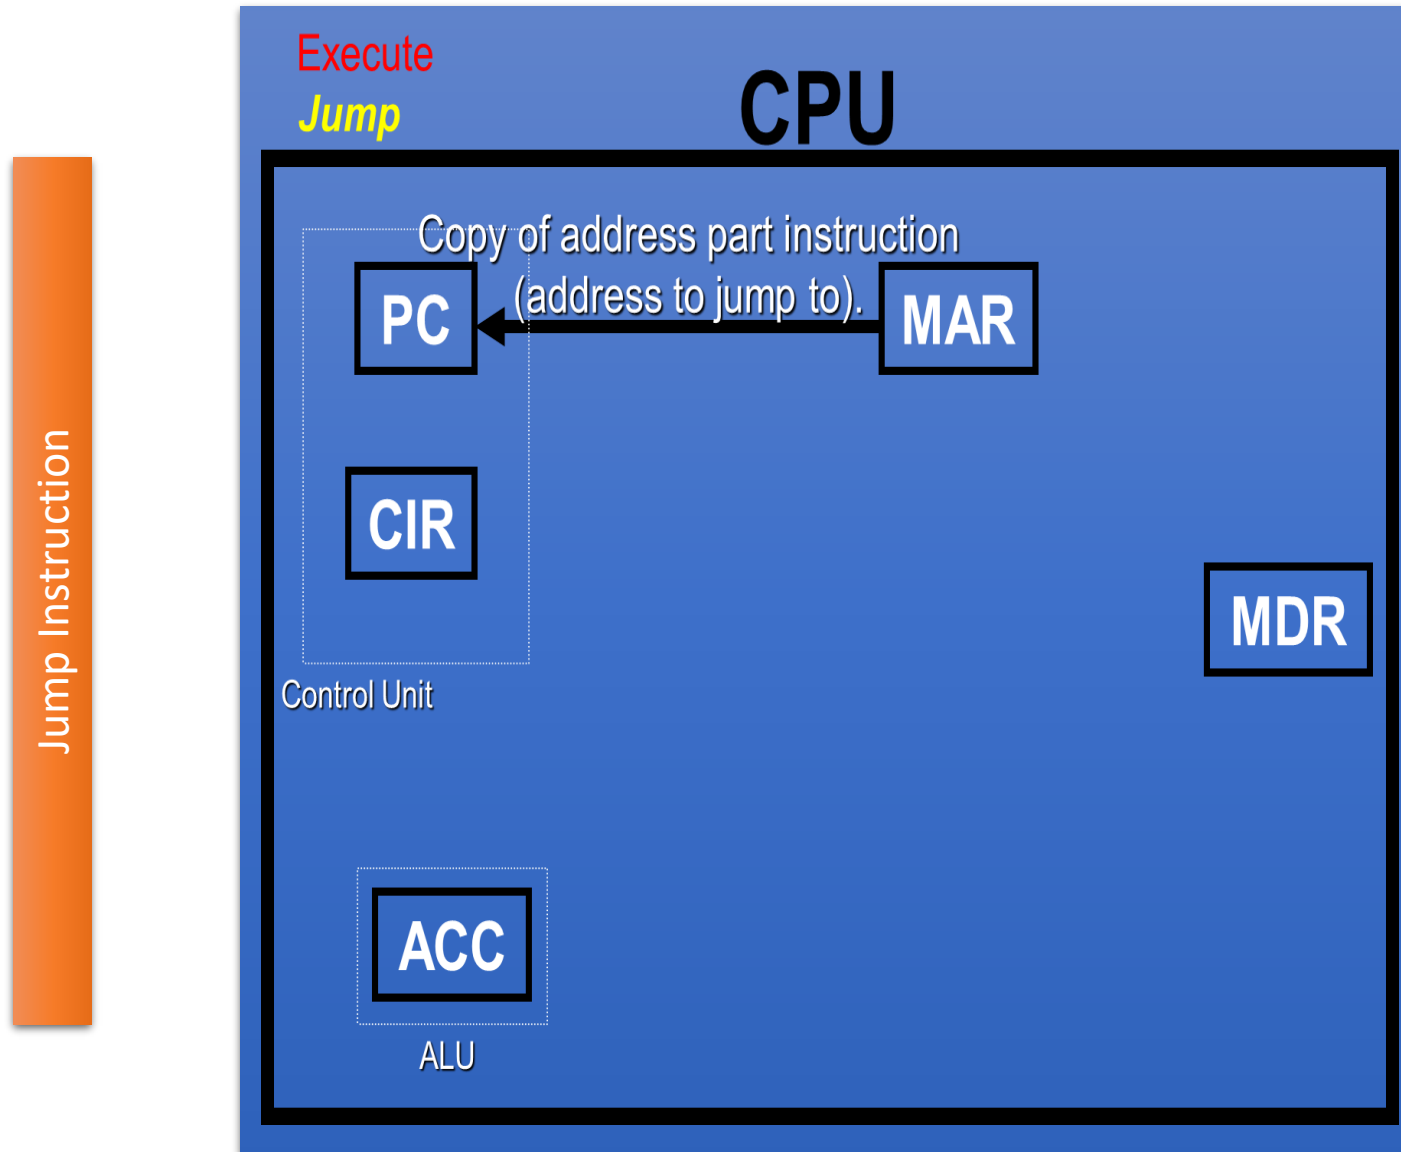 Jump Instruction
Execute
Jump
CPU
Copy of address part instruction
(address to jump to).
PC
MAR
CIR
MDR
Control Unit
ACC
ALU